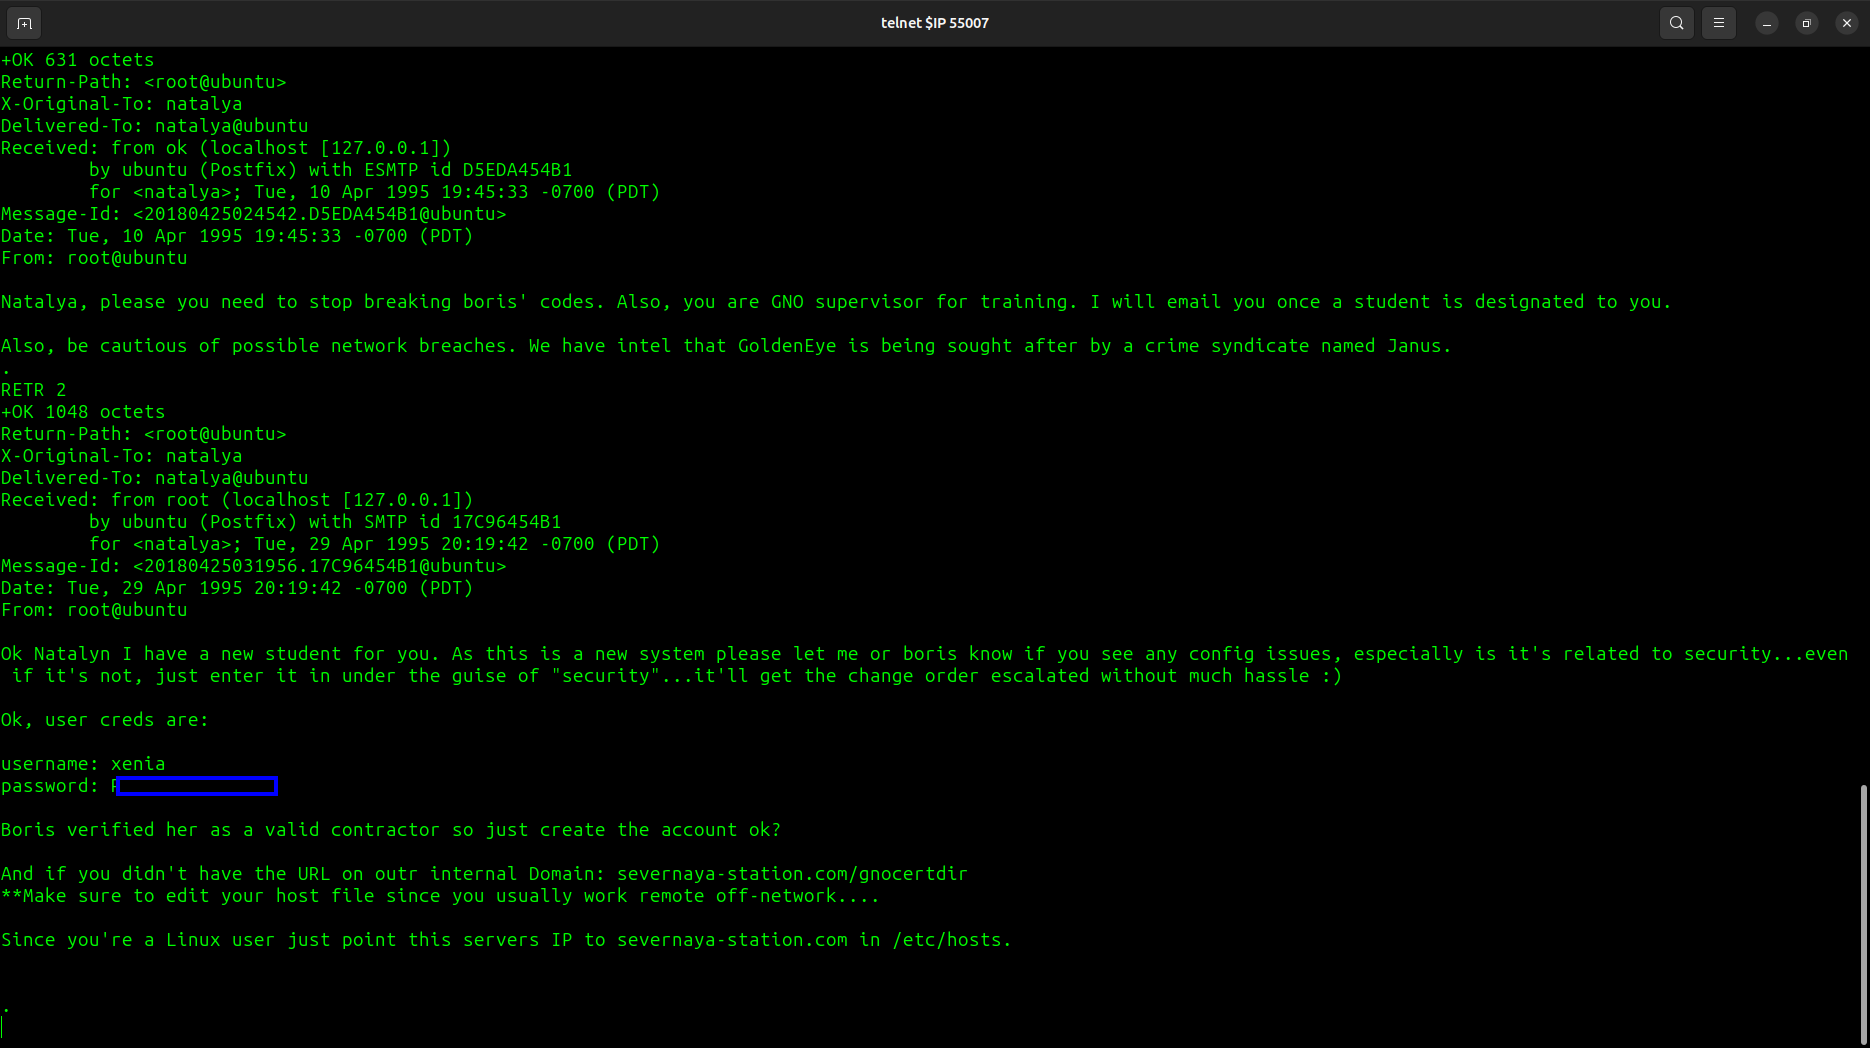 telnet $IP 55007
+OK 631 octets
Return-Path: <root@ubuntu>
X-Original-To: natalya
Delivered-To: natalya@ubuntu
Received: from ok (localhost [127.0.0.1])
        by ubuntu (Postfix) with ESMTP id D5EDA454B1
        for <natalya>; Tue, 10 Apr 1995 19:45:33 -0700 (PDT)
Message-Id: <20180425024542.D5EDA454B1@ubuntu>
Date: Tue, 10 Apr 1995 19:45:33 -0700 (PDT)
From: root@ubuntu

Natalya, please you need to stop breaking boris' codes. Also, you are GNO supervisor for training. I will email you once a student is designated to you.

Also, be cautious of possible network breaches. We have intel that GoldenEye is being sought after by a crime syndicate named Janus.
.
RETR 2
+OK 1048 octets
Return-Path: <root@ubuntu>
X-Original-To: natalya
Delivered-To: natalya@ubuntu
Received: from root (localhost [127.0.0.1])
        by ubuntu (Postfix) with SMTP id 17C96454B1
        for <natalya>; Tue, 29 Apr 1995 20:19:42 -0700 (PDT)
Message-Id: <20180425031956.17C96454B1@ubuntu>
Date: Tue, 29 Apr 1995 20:19:42 -0700 (PDT)
From: root@ubuntu

Ok Natalyn I have a new student for you. As this is a new system please let me or boris know if you see any config issues, especially is it's related to security...even
 if it's not, just enter it in under the guise of "security"...it'll get the change order escalated without much hassle :)

Ok, user creds are:

username: xenia
password:

Boris verified her as a valid contractor so just create the account ok?

And if you didn't have the URL on outr internal Domain: severnaya-station.com/gnocertdir
**Make sure to edit your host file since you usually work remote off-network....

Since you're a Linux user just point this servers IP to severnaya-station.com in /etc/hosts.

.